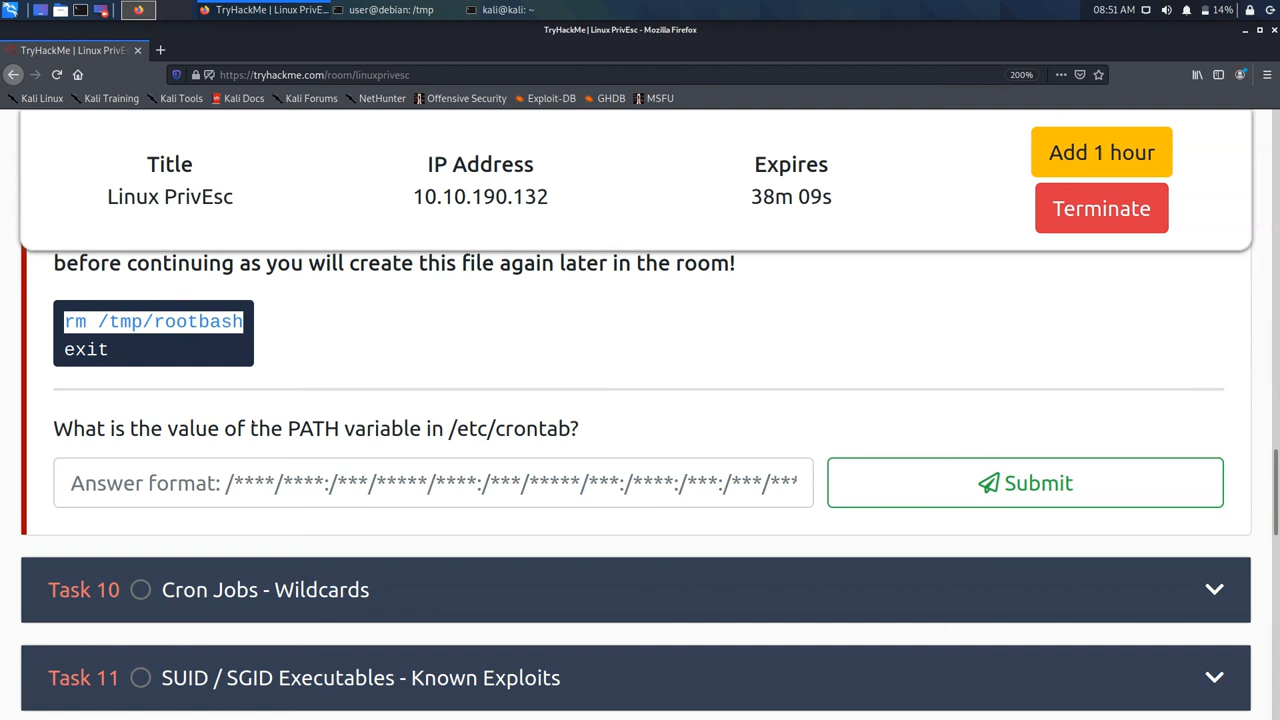 TryHackMe | Linux PrivE...
user@debian: /tmp
kali@kali: ~
08:51 AM
14%
TryHackMe | Linux PrivEsc - Mozilla Firefox
TryHackMe | Linux PrivEs
https://tryhackme.com/room/linuxprivesc
200%
Kali Linux
Kali Training
Kali Tools
Kali Docs
Kali Forums
NetHunter
Offensive Security
Exploit-DB
GHDB
MSFU
Title
IP Address
Expires
Add 1 hour
Linux PrivEsc
10.10.190.132
38m 09s
Terminate
before continuing as you will create this file again later in the room!
rm /tmp/rootbash
exit
What is the value of the PATH variable in /etc/crontab?
Answer format: /****/****:/***/*****/****:/***/*****/***:/****:/***:/***/***
Submit
Task 10 Cron Jobs - Wildcards
Task 11 SUID / SGID Executables - Known Exploits